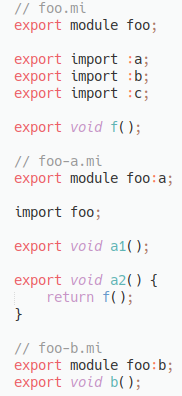 // foo.mi
export module foo;
export import :a;
export import :b;
export import :c;
export void f();
// foo-a.mi
export module foo:a;
import foo;
export void a1();
export void a2() {
    return f();
}
// foo-b.mi
export module foo:b;
export void b();